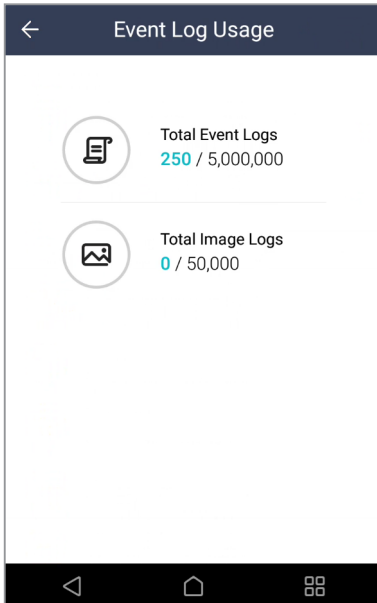 Event Log Usage
Total Event Logs
250 / 5,000,000
Total Image Logs
0 / 50,000